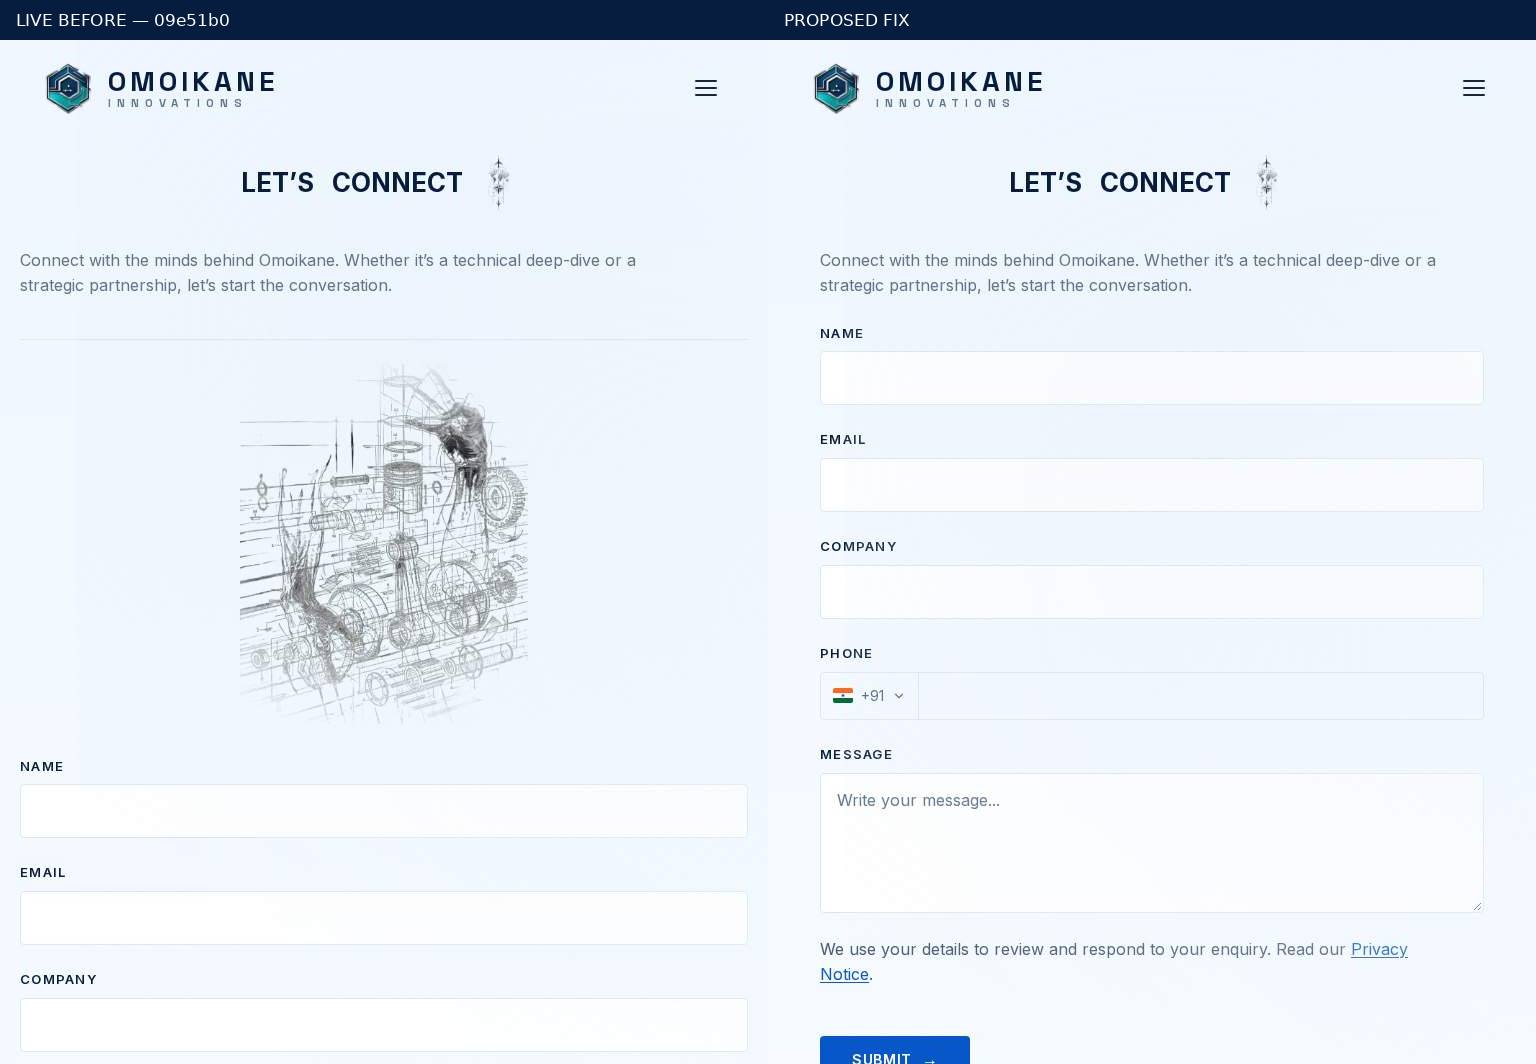 LIVE BEFORE — 09e51b0
OMOIKANE
INNOVATIONS
LET’S CONNECT
Connect with the minds behind Omoikane. Whether it’s a technical deep-dive or a
strategic partnership, let’s start the conversation.
NAME
EMAIL
COMPANY
PROPOSED FIX
OMOIKANE
INNOVATIONS
LET’S CONNECT
Connect with the minds behind Omoikane. Whether it’s a technical deep-dive or a
strategic partnership, let’s start the conversation.
NAME
EMAIL
COMPANY
PHONE
+91
MESSAGE
Write your message...
We use your details to review and respond to your enquiry. Read our Privacy
Notice.
SUBMIT →